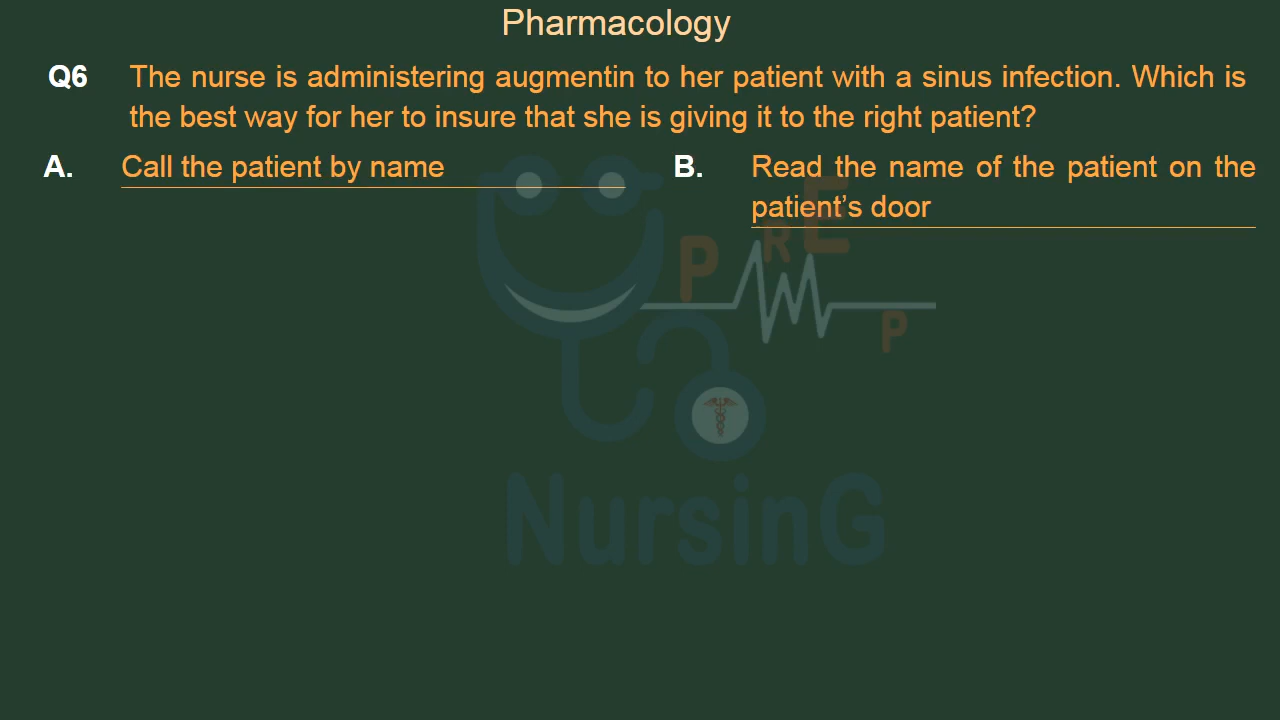 Pharmacology
Q6 The nurse is administering augmentin to her patient with a sinus infection. Which is
the best way for her to insure that she is giving it to the right patient?
A. Call the patient by name
B. Read the name of the patient on the
patient's door
PREP
NursinG